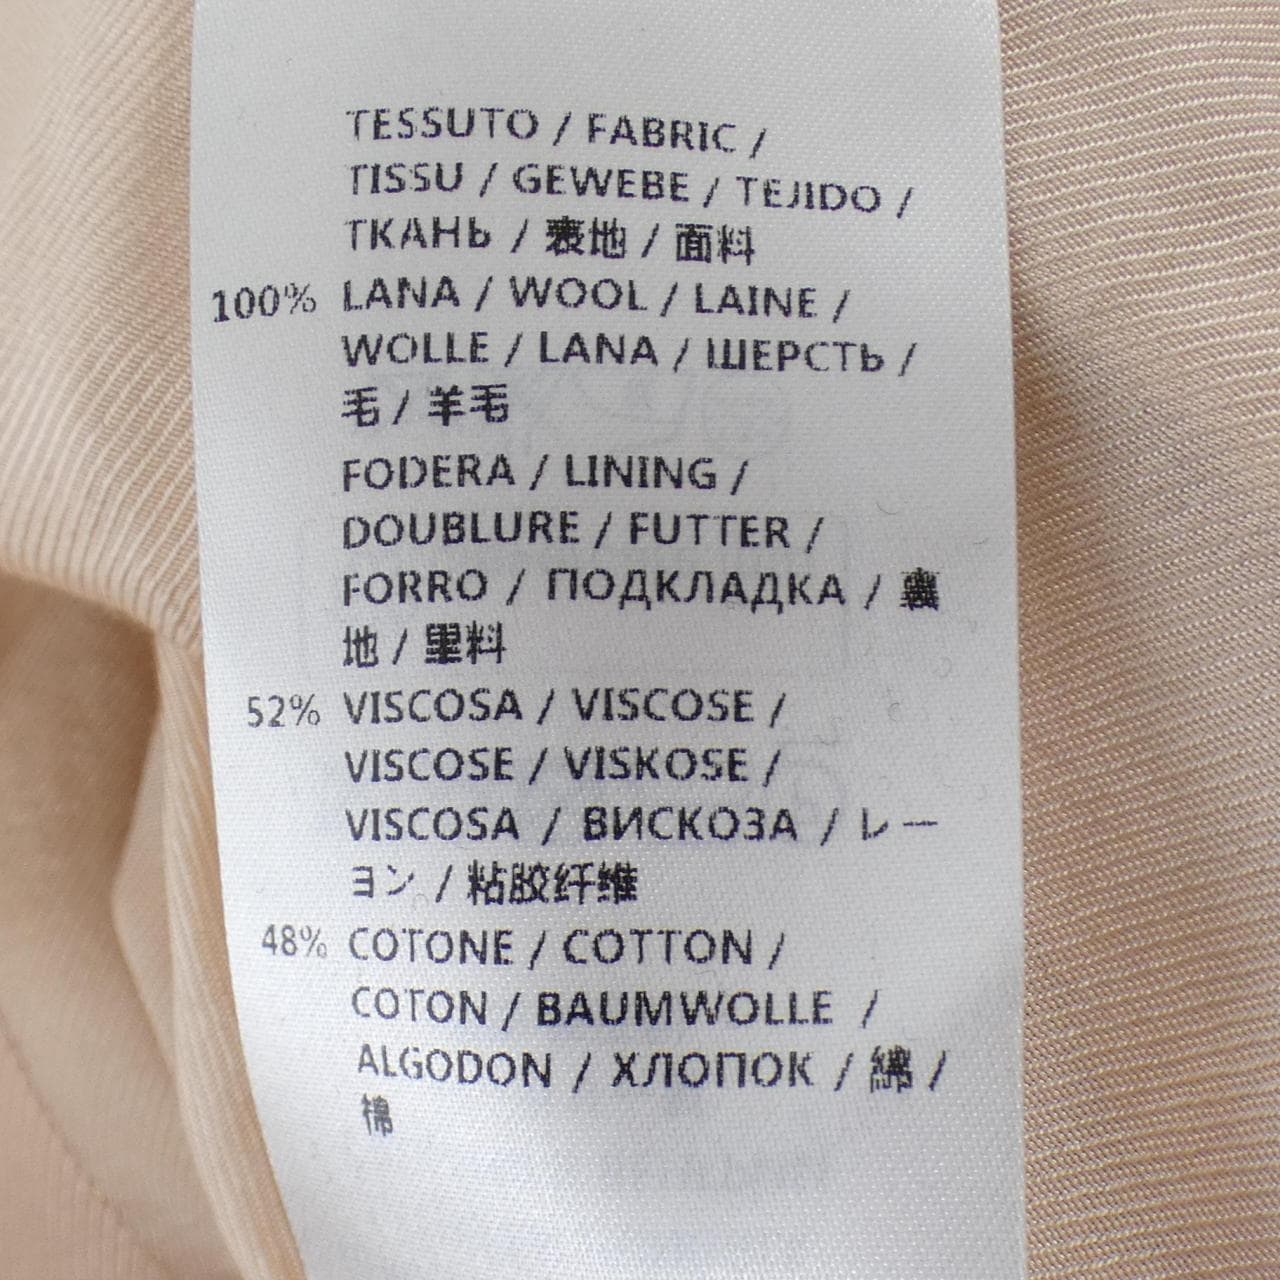 TESSUTO / FABRIC /
TISSU / GEWEBE / TEJIDO /
ТКАНЬ / 表地 / 面料
100% LANA / WOOL / LAINE /
WOLLE / LANA / ШЕРСТЬ /
毛 / 羊毛
FODERA / LINING /
DOUBLURE / FUTTER /
FORRO / ПОДКЛАДКА / 裏
地 / 里料
52% VISCOSA / VISCOSE /
VISCOSE / VISKOSE /
VISCOSA / ВИСКОЗА / レー
ヨン / 粘胶纤维
48% COTONE / COTTON /
COTON / BAUMWOLLE /
ALGODON / ХЛОПОК / 綿 /
棉